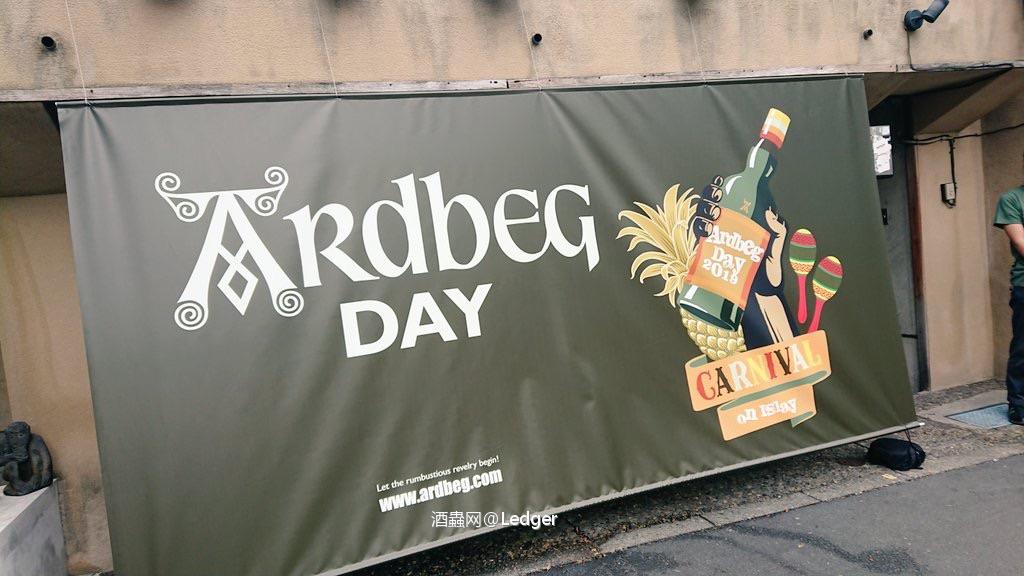 Ardbeg
DAY
Ardbeg
Day
2019
CARNIVAL
on Islay
Let the rumbustious revelry begin!
www.ardbeg.com
酒蟲网@Ledger